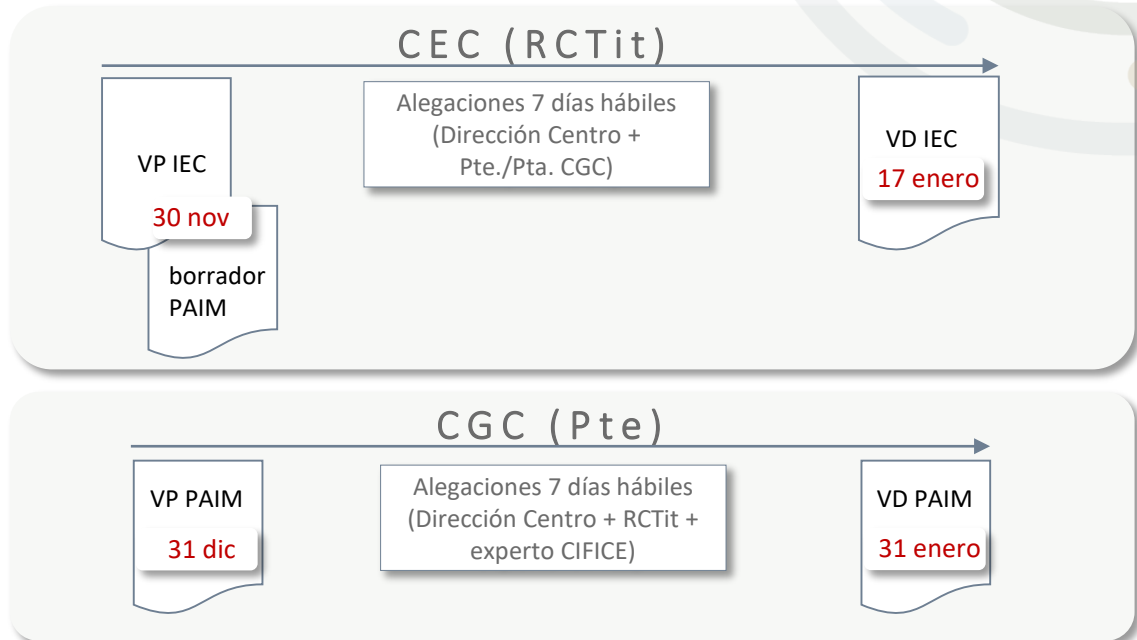 CEC (RCTit)
VP IEC
30 nov
borrador
PAIM
Alegaciones 7 días hábiles
(Dirección Centro +
Pte./Pta. CGC)
VD IEC
17 enero
CGC (Pte)
VP PAIM
31 dic
Alegaciones 7 días hábiles
(Dirección Centro + RCTit +
experto CIFICE)
VD PAIM
31 enero